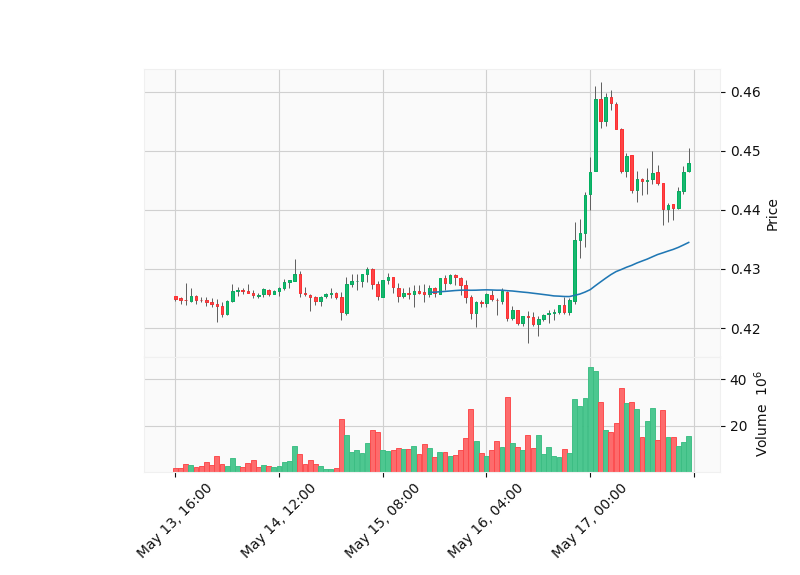 0.46
0.45
0.44
0.43
0.42
Price
40
20
Volume 10^6
May 13, 16:00
May 14, 12:00
May 15, 08:00
May 16, 04:00
May 17, 00:00